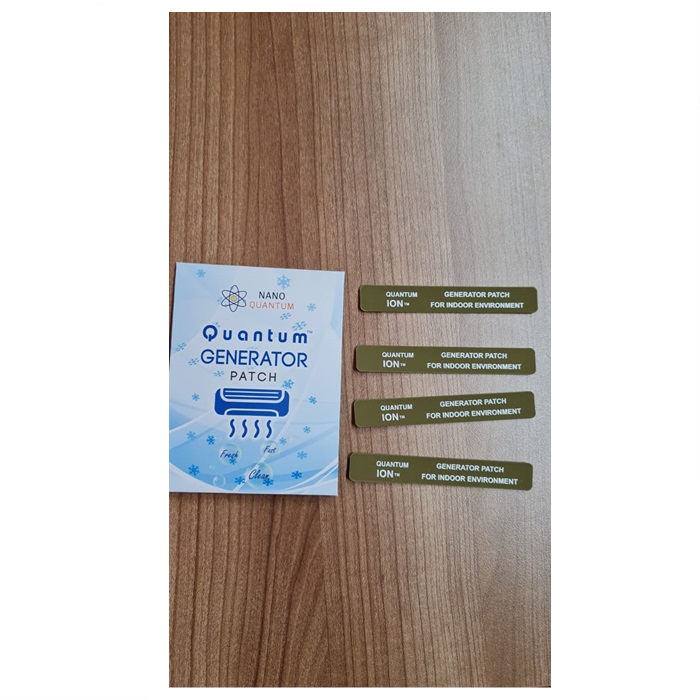 NANO
QUANTUM
Quantum™
GENERATOR
PATCH
Fresh
Fast
Clean
QUANTUM
ION™
GENERATOR PATCH
FOR INDOOR ENVIRONMENT
QUANTUM
ION™
GENERATOR PATCH
FOR INDOOR ENVIRONMENT
QUANTUM
ION™
GENERATOR PATCH
FOR INDOOR ENVIRONMENT
QUANTUM
ION™
GENERATOR PATCH
FOR INDOOR ENVIRONMENT